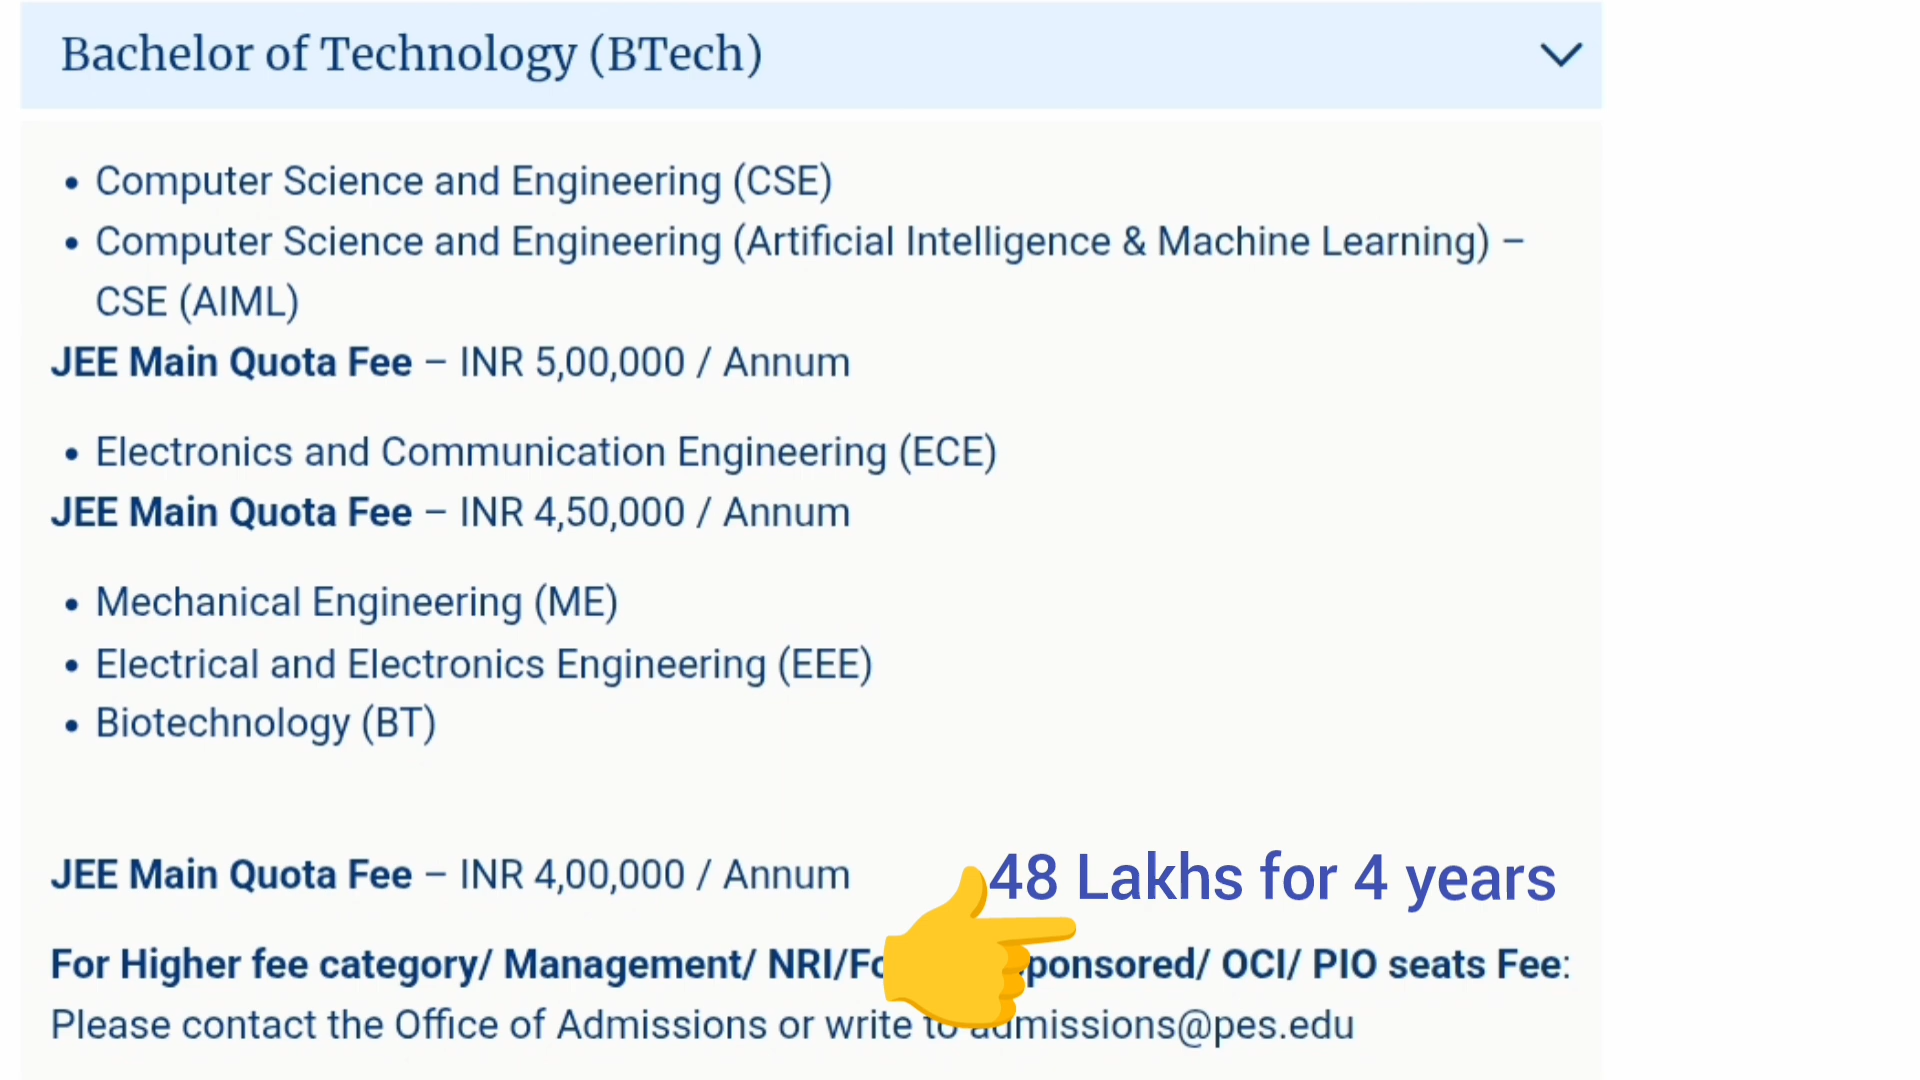 Bachelor of Technology (BTech)
• Computer Science and Engineering (CSE)
• Computer Science and Engineering (Artificial Intelligence & Machine Learning) –
CSE (AIML)
JEE Main Quota Fee – INR 5,00,000 / Annum
• Electronics and Communication Engineering (ECE)
JEE Main Quota Fee – INR 4,50,000 / Annum
• Mechanical Engineering (ME)
• Electrical and Electronics Engineering (EEE)
• Biotechnology (BT)
JEE Main Quota Fee – INR 4,00,000 / Annum
48 Lakhs for 4 years
For Higher fee category/ Management/ NRI/ OCI/ PIO seats Fee:
Please contact the Office of Admissions or write to admissions@pes.edu